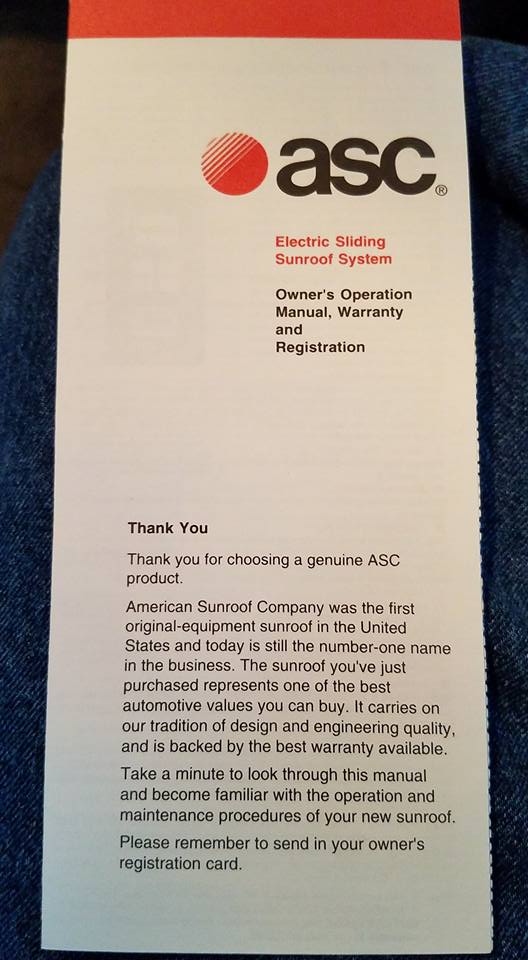 asc®
Electric Sliding
Sunroof System
Owner's Operation
Manual, Warranty
and
Registration
Thank You
Thank you for choosing a genuine ASC
product.
American Sunroof Company was the first
original-equipment sunroof in the United
States and today is still the number-one name
in the business. The sunroof you've just
purchased represents one of the best
automotive values you can buy. It carries on
our tradition of design and engineering quality,
and is backed by the best warranty available.
Take a minute to look through this manual
and become familiar with the operation and
maintenance procedures of your new sunroof.
Please remember to send in your owner's
registration card.